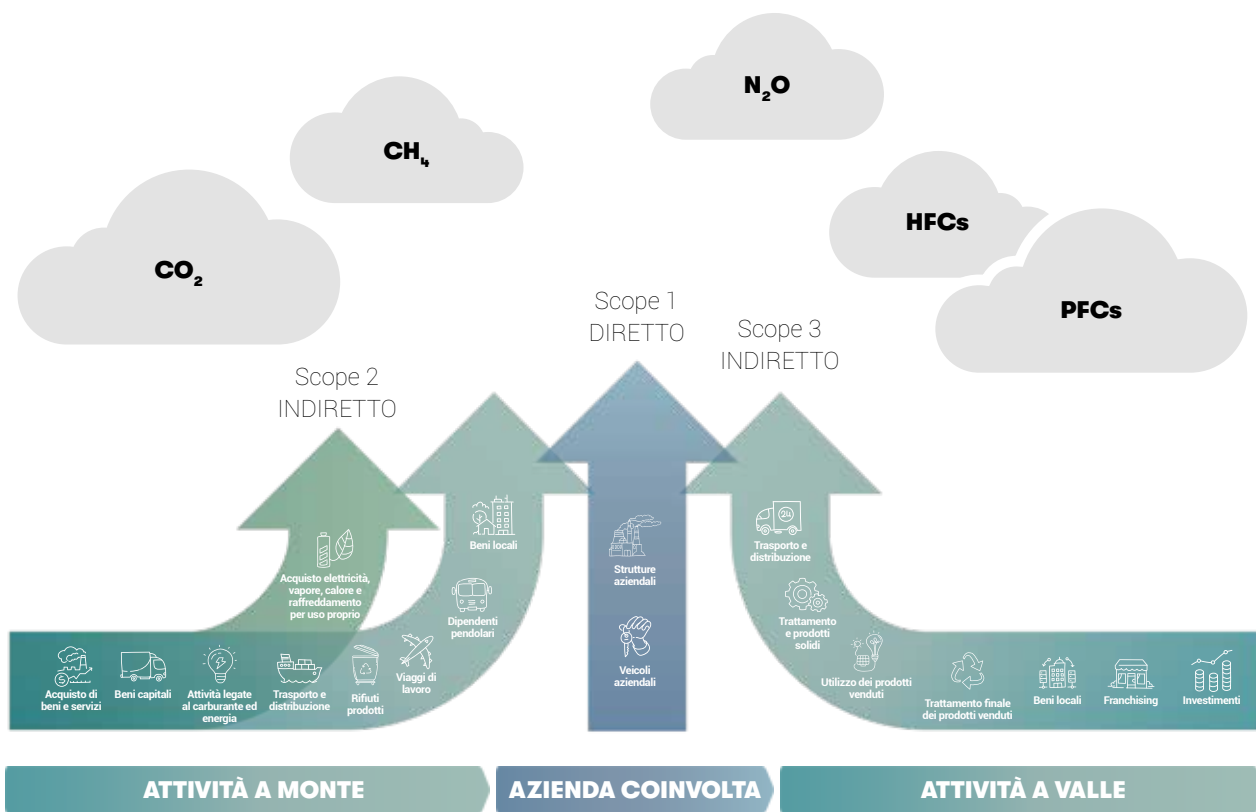 N₂O
CH₄
HFCs
CO₂
PFCs
Scope 1
DIRETTO
Scope 3
INDIRETTO
Scope 2
INDIRETTO
24
Beni locali
Trasporto e
distribuzione
Strutture
aziendali
Acquisto elettricità,
vapore, calore e
raffreddamento
per uso proprio
Dipendenti
pendolari
Trattamento
e prodotti
solidi
Veicoli
aziendali
Viaggi di
lavoro
Utilizzo dei prodotti
venduti
Acquisto di
beni e servizi
Beni capitali
Attività legate
al carburante ed
energia
Trasporto e
distribuzione
Rifiuti
prodotti
Trattamento finale
dei prodotti venduti
Beni locali
Franchising
Investimenti
ATTIVITÀ A MONTE
AZIENDA COINVOLTA
ATTIVITÀ A VALLE